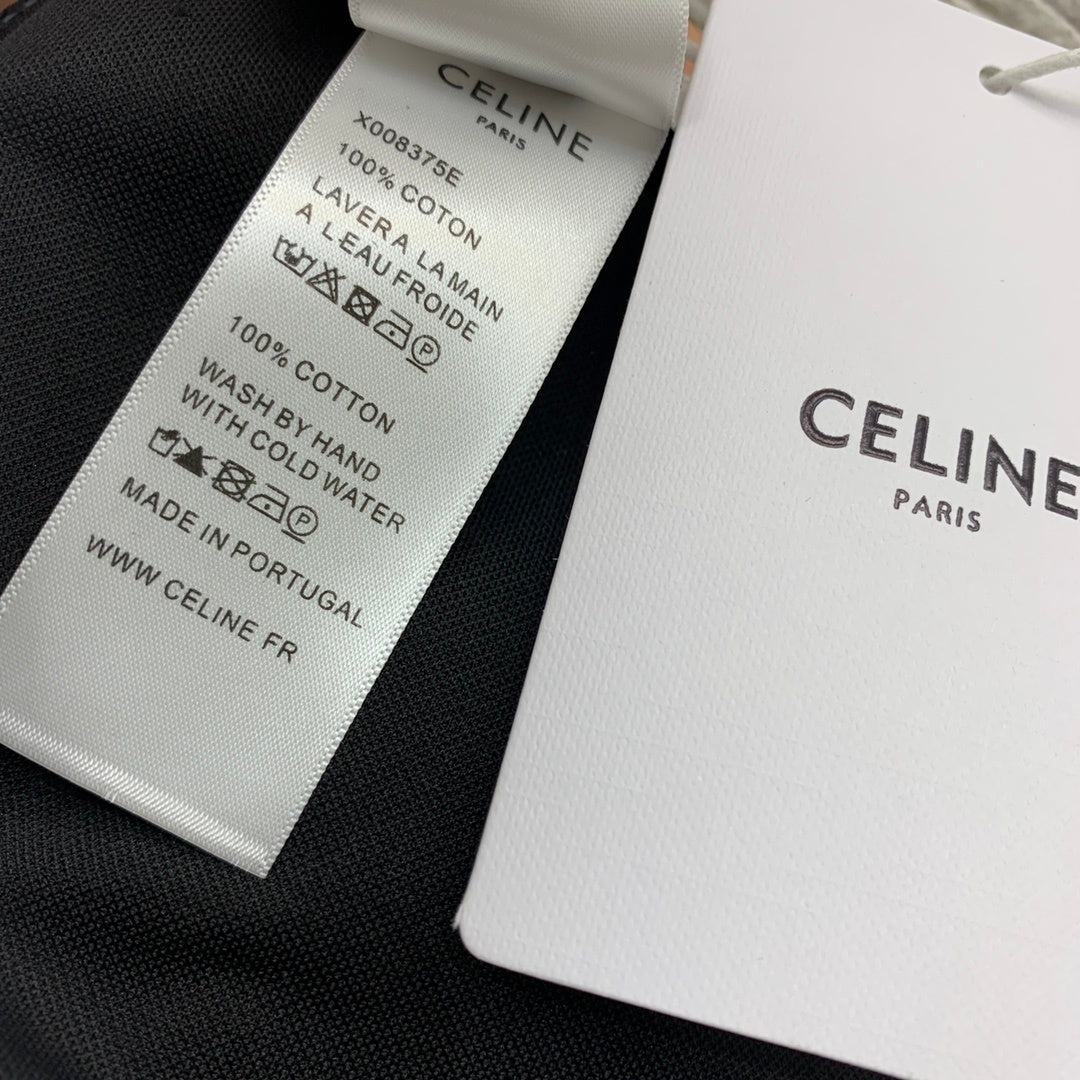 CELINE
PARIS
X008375E
100% COTON
LAVER A LA MAIN
A L EAU FROIDE
P
100% COTTON
WASH BY HAND
WITH COLD WATER
P
MADE IN PORTUGAL
WWW CELINE FR
CELINE
PARIS